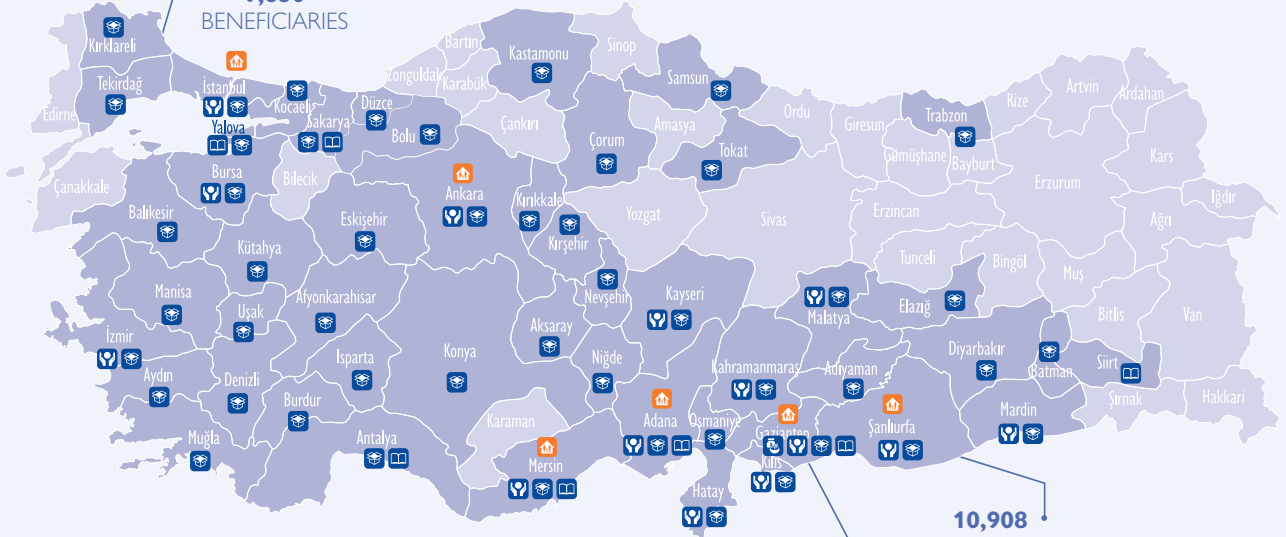 BENEFICIARIES
Kırklareli
Tekirdağ
Edirne
İstanbul
Kocaeli
Yalova
Sakarya
Düzce
Bolu
Zonguldak
Bartın
Karabük
Kastamonu
Sinop
Samsun
Çankırı
Çorum
Amasya
Tokat
Ordu
Giresun
Trabzon
Gümüşhane
Bayburt
Rize
Artvin
Ardahan
Kars
Iğdır
Ağrı
Erzurum
Erzincan
Tunceli
Bingöl
Muş
Bitlis
Van
Hakkari
Şırnak
Siirt
Batman
Mardin
Diyarbakır
Elazığ
Malatya
Sivas
Yozgat
Kırıkkale
Kırşehir
Ankara
Eskişehir
Bilecik
Bursa
Çanakkale
Balıkesir
Kütahya
Manisa
Uşak
Afyonkarahisar
İzmir
Aydın
Denizli
Isparta
Burdur
Muğla
Antalya
Konya
Karaman
Aksaray
Nevşehir
Niğde
Kayseri
Kahramanmaraş
Adıyaman
Şanlıurfa
Gaziantep
Kilis
Osmaniye
Adana
Mersin
Hatay
10,908